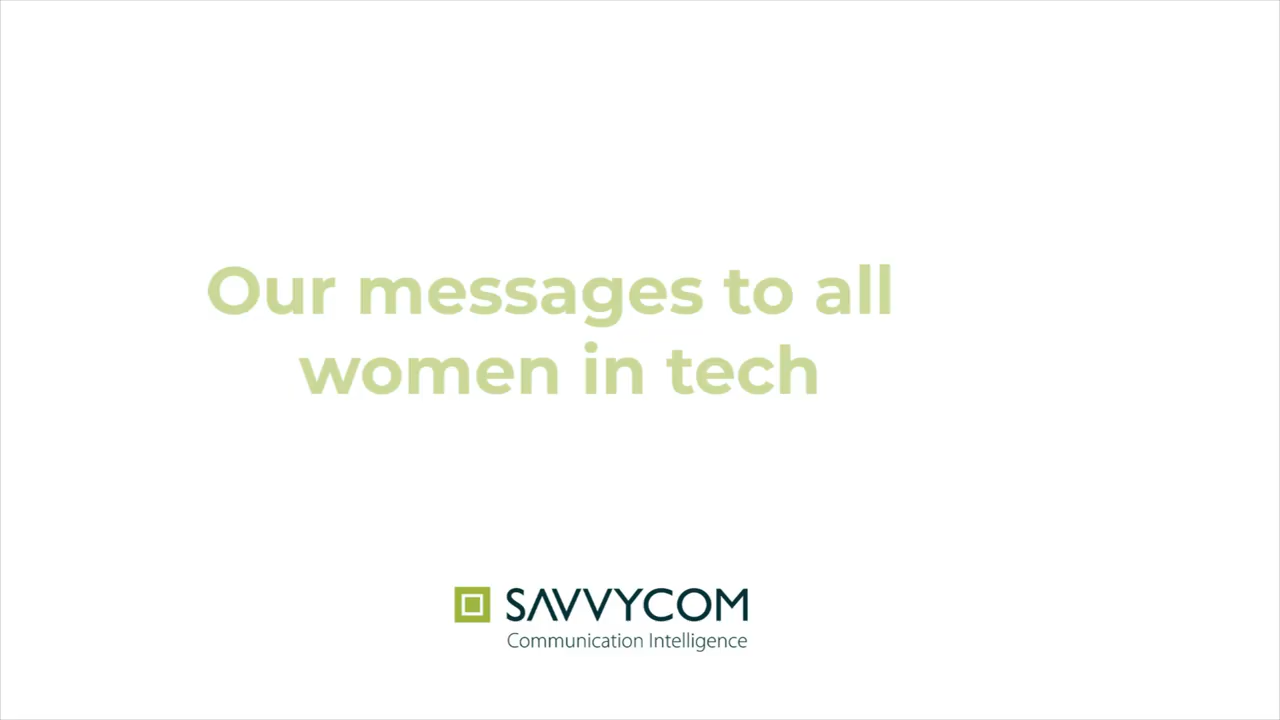 Our messages to all
women in tech
SAVVYCOM
Communication Intelligence